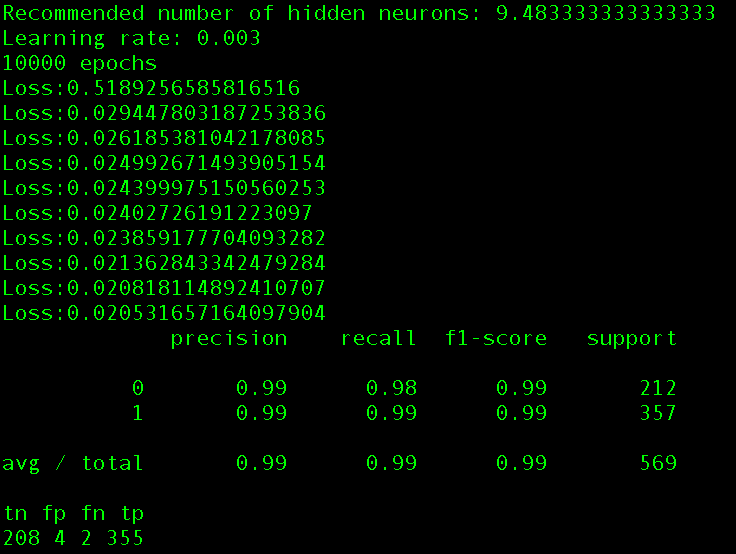 Recommended number of hidden neurons: 9.483333333333333
Learning rate: 0.003
10000 epochs
Loss:0.5189256585816516
Loss:0.029447803187253836
Loss:0.026185381042178085
Loss:0.024992671493905154
Loss:0.024399975150560253
Loss:0.02402726191223097
Loss:0.023859177704093282
Loss:0.021362843342479284
Loss:0.020818114892410707
Loss:0.020531657164097904
precision recall f1-score support
0 0.99 0.98 0.99 212
1 0.99 0.99 0.99 357
avg / total 0.99 0.99 0.99 569
tn fp fn tp
208 4 2 355